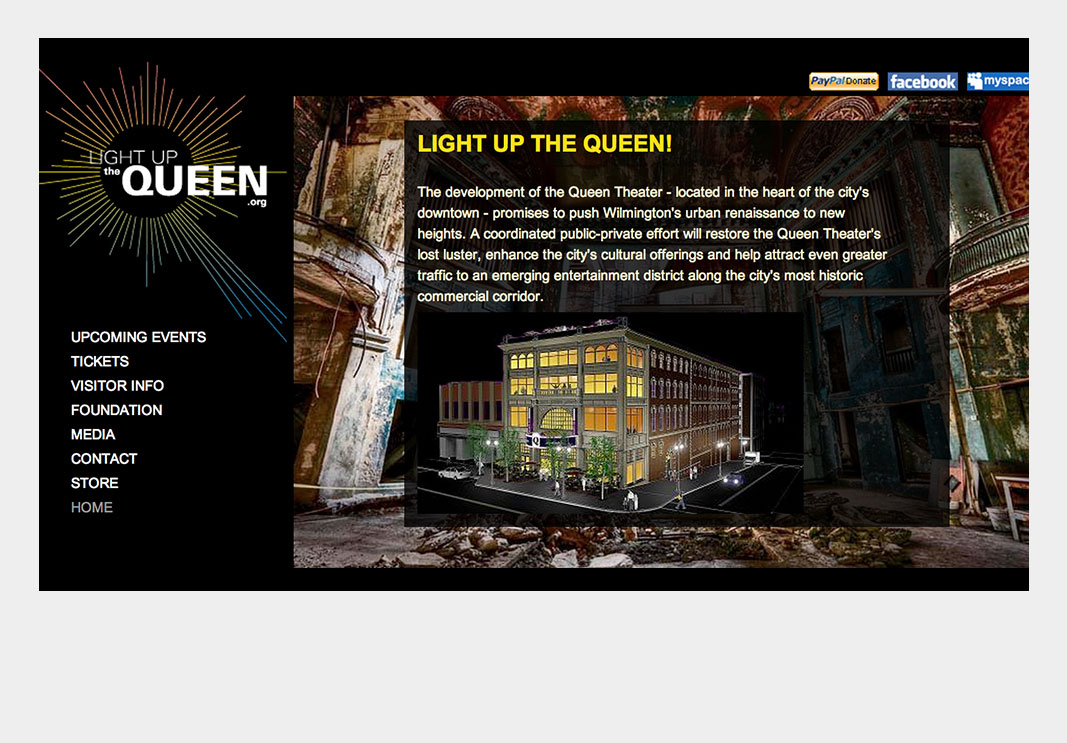 PayPal Donate
facebook
myspac
LIGHT UP
the QUEEN
.org
LIGHT UP THE QUEEN!
The development of the Queen Theater - located in the heart of the city's
downtown - promises to push Wilmington's urban renaissance to new
heights. A coordinated public-private effort will restore the Queen Theater's
lost luster, enhance the city's cultural offerings and help attract even greater
traffic to an emerging entertainment district along the city's most historic
commercial corridor.
Q
UPCOMING EVENTS
TICKETS
VISITOR INFO
FOUNDATION
MEDIA
CONTACT
STORE
HOME